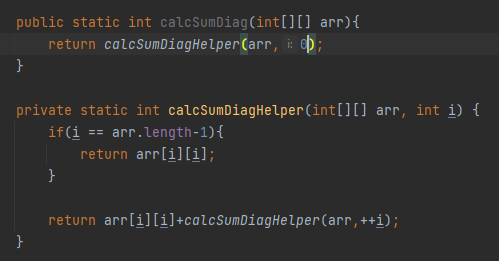 public static int calcSumDiag(int[][] arr){
return calcSumDiagHelper(arr, i: 0);
}
private static int calcSumDiagHelper(int[][] arr, int i) {
if(i == arr.length-1){
return arr[i][i];
}
return arr[i][i]+calcSumDiagHelper(arr,++i);
}